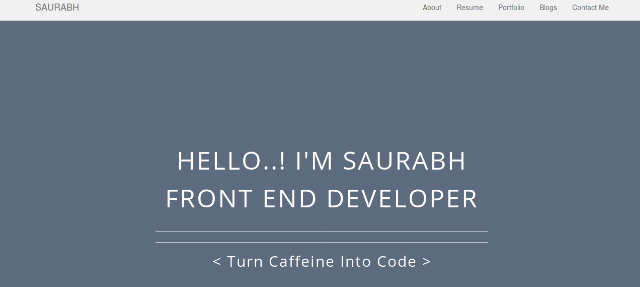 SAURABH
About Resume Portfolio Blogs Contact Me
HELLO..! I'M SAURABH
FRONT END DEVELOPER
< Turn Caffeine Into Code >